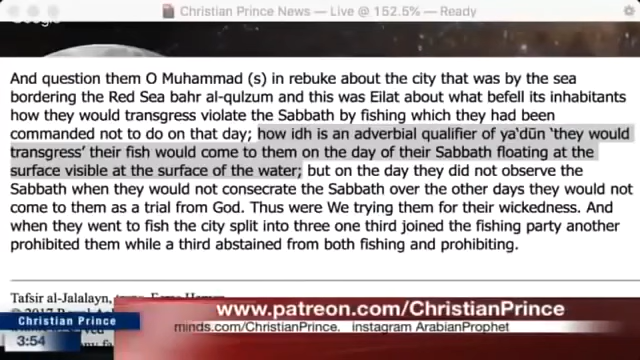 Christian Prince News — Live @ 152.5% — Ready
Google
And question them O Muhammad (s) in rebuke about the city that was by the sea
bordering the Red Sea bahr al-qulzum and this was Eilat about what befell its inhabitants
how they would transgress violate the Sabbath by fishing which they had been
commanded not to do on that day; how idh is an adverbial qualifier of ya'dūn 'they would
transgress' their fish would come to them on the day of their Sabbath floating at the
surface visible at the surface of the water; but on the day they did not observe the
Sabbath when they would not consecrate the Sabbath over the other days they would not
come to them as a trial from God. Thus were We trying them for their wickedness. And
when they went to fish the city split into three one third joined the fishing party another
prohibited them while a third abstained from both fishing and prohibiting.
Tafsir al-Jalalayn,
www.patreon.com/ChristianPrince
Christian Prince
minds.com/ChristianPrince. instagram ArabianProphet
3:54